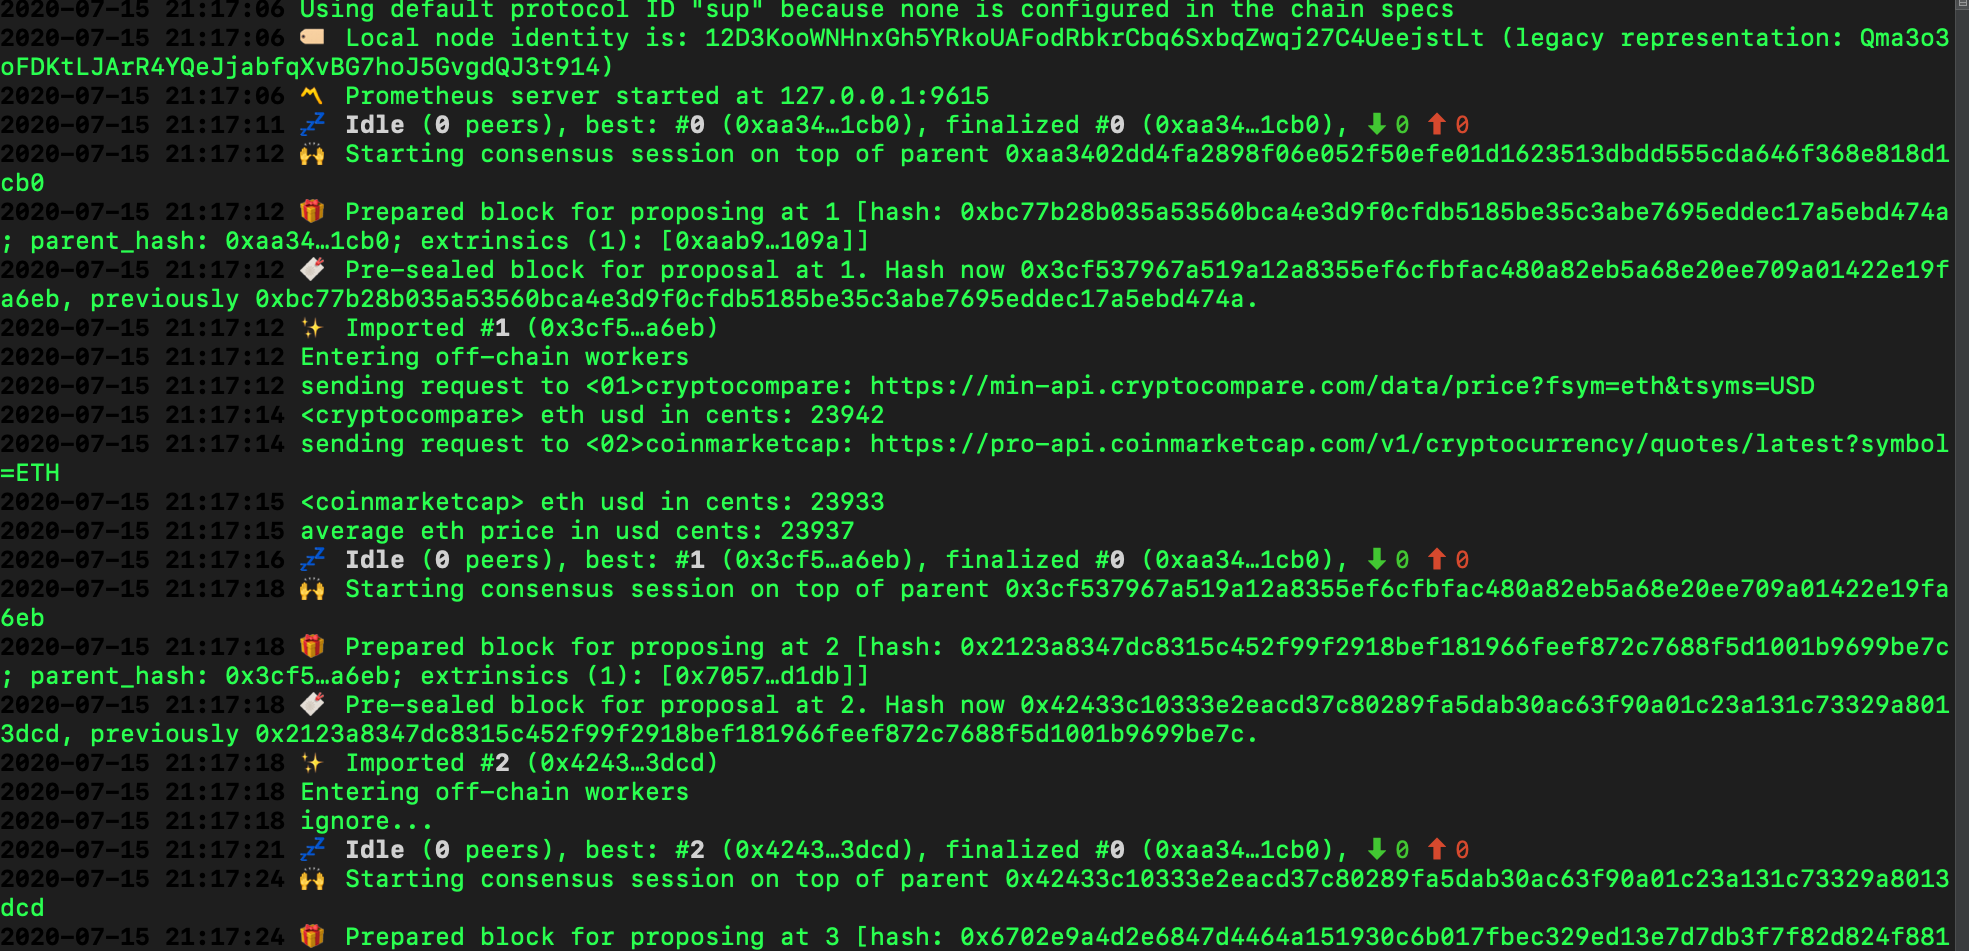 2020-07-15 21:17:06 Using default protocol ID "sup" because none is configured in the chain specs
2020-07-15 21:17:06 🏷 Local node identity is: 12D3KooWNHnxGh5YRkoUAFodRbkrCbq6SxbqZwqj27C4UeejstLt (legacy representation: Qma3o3
oFDKtLJArR4YQeJjabfqXvBG7hoJ5GvgdQJ3t914)
2020-07-15 21:17:06 〽️ Prometheus server started at 127.0.0.1:9615
2020-07-15 21:17:11 💤 Idle (0 peers), best: #0 (0xaa34…1cb0), finalized #0 (0xaa34…1cb0), ⬇ 0 ⬆ 0
2020-07-15 21:17:12 🙌 Starting consensus session on top of parent 0xaa3402dd4fa2898f06e052f50efe01d1623513dbdd555cda646f368e818d1
cb0
2020-07-15 21:17:12 🎁 Prepared block for proposing at 1 [hash: 0xbc77b28b035a53560bca4e3d9f0cfdb5185be35c3abe7695eddec17a5ebd474a
; parent_hash: 0xaa34…1cb0; extrinsics (1): [0xaab9…109a]]
2020-07-15 21:17:12 🔖 Pre-sealed block for proposal at 1. Hash now 0x3cf537967a519a12a8355ef6cfbfac480a82eb5a68e20ee709a01422e19f
a6eb, previously 0xbc77b28b035a53560bca4e3d9f0cfdb5185be35c3abe7695eddec17a5ebd474a.
2020-07-15 21:17:12 ✨ Imported #1 (0x3cf5…a6eb)
2020-07-15 21:17:12 Entering off-chain workers
2020-07-15 21:17:12 sending request to <01>cryptocompare: https://min-api.cryptocompare.com/data/price?fsym=eth&tsyms=USD
2020-07-15 21:17:14 <cryptocompare> eth usd in cents: 23942
2020-07-15 21:17:14 sending request to <02>coinmarketcap: https://pro-api.coinmarketcap.com/v1/cryptocurrency/quotes/latest?symbol
=ETH
2020-07-15 21:17:15 <coinmarketcap> eth usd in cents: 23933
2020-07-15 21:17:15 average eth price in usd cents: 23937
2020-07-15 21:17:16 💤 Idle (0 peers), best: #1 (0x3cf5…a6eb), finalized #0 (0xaa34…1cb0), ⬇ 0 ⬆ 0
2020-07-15 21:17:18 🙌 Starting consensus session on top of parent 0x3cf537967a519a12a8355ef6cfbfac480a82eb5a68e20ee709a01422e19fa
6eb
2020-07-15 21:17:18 🎁 Prepared block for proposing at 2 [hash: 0x2123a8347dc8315c452f99f2918bef181966feef872c7688f5d1001b9699be7c
; parent_hash: 0x3cf5…a6eb; extrinsics (1): [0x7057…d1db]]
2020-07-15 21:17:18 🔖 Pre-sealed block for proposal at 2. Hash now 0x42433c10333e2eacd37c80289fa5dab30ac63f90a01c23a131c73329a801
3dcd, previously 0x2123a8347dc8315c452f99f2918bef181966feef872c7688f5d1001b9699be7c.
2020-07-15 21:17:18 ✨ Imported #2 (0x4243…3dcd)
2020-07-15 21:17:18 Entering off-chain workers
2020-07-15 21:17:18 ignore...
2020-07-15 21:17:21 💤 Idle (0 peers), best: #2 (0x4243…3dcd), finalized #0 (0xaa34…1cb0), ⬇ 0 ⬆ 0
2020-07-15 21:17:24 🙌 Starting consensus session on top of parent 0x42433c10333e2eacd37c80289fa5dab30ac63f90a01c23a131c73329a8013
dcd
2020-07-15 21:17:24 🎁 Prepared block for proposing at 3 [hash: 0x6702e9a4d2e6847d4464a151930c6b017fbec329ed13e7d7db3f7f82d824f881